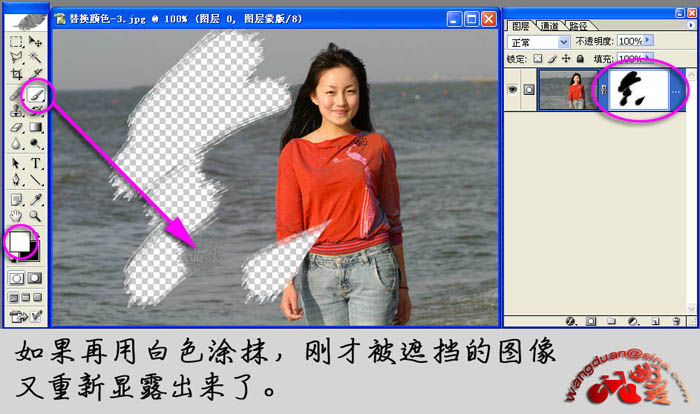 替换颜色-3.jpg @ 100% (图层 0, 图层蒙版/8)
图层 通道 路径
正常 不透明度: 100%
锁定: 填充: 100%
T
如果再用白色涂抹，刚才被遮挡的图像
又重新显露出来了。
wangduan@sina.com